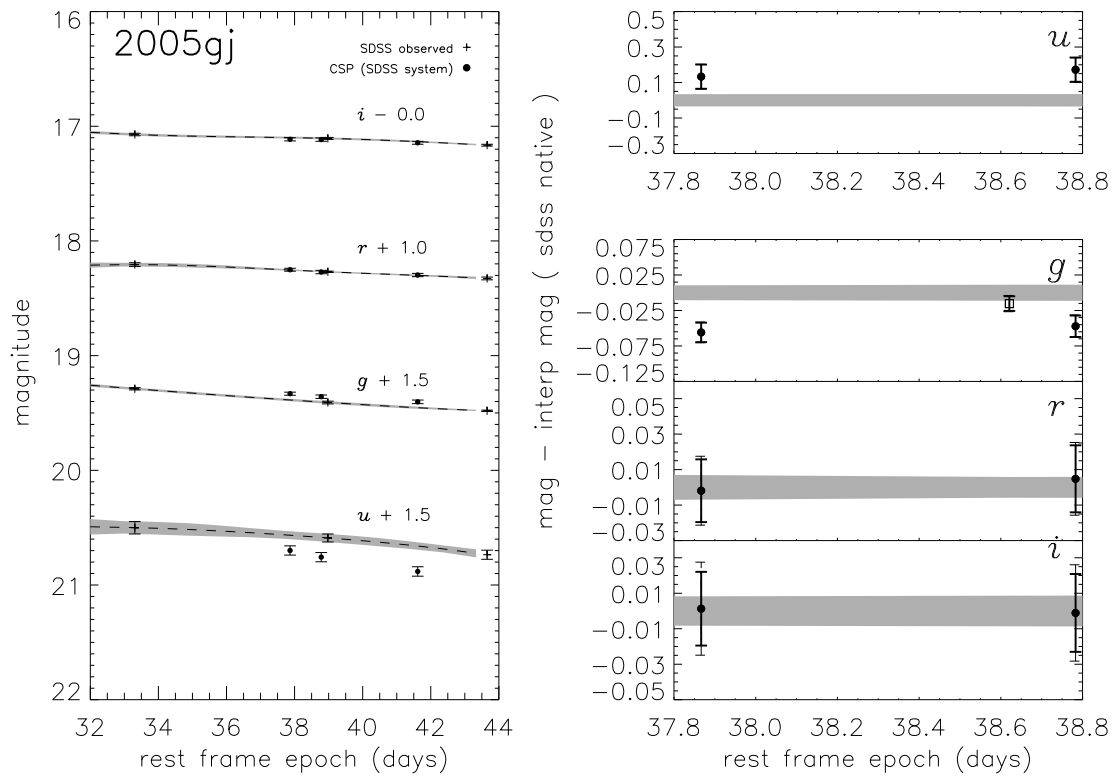 2005gj
SDSS observed +
CSP (SDSS system) ●
i − 0.0
r + 1.0
g + 1.5
u + 1.5
16
17
18
19
20
21
22
magnitude
32 34 36 38 40 42 44
rest frame epoch (days)
mag − interp mag ( sdss native )
0.5
0.3
0.1
−0.1
−0.3
u
37.8 38.0 38.2 38.4 38.6 38.8
0.075
0.025
−0.025
−0.075
−0.125
g
0.05
0.03
0.01
−0.01
−0.03
r
0.03
0.01
−0.01
−0.03
−0.05
i
37.8 38.0 38.2 38.4 38.6 38.8
rest frame epoch (days)